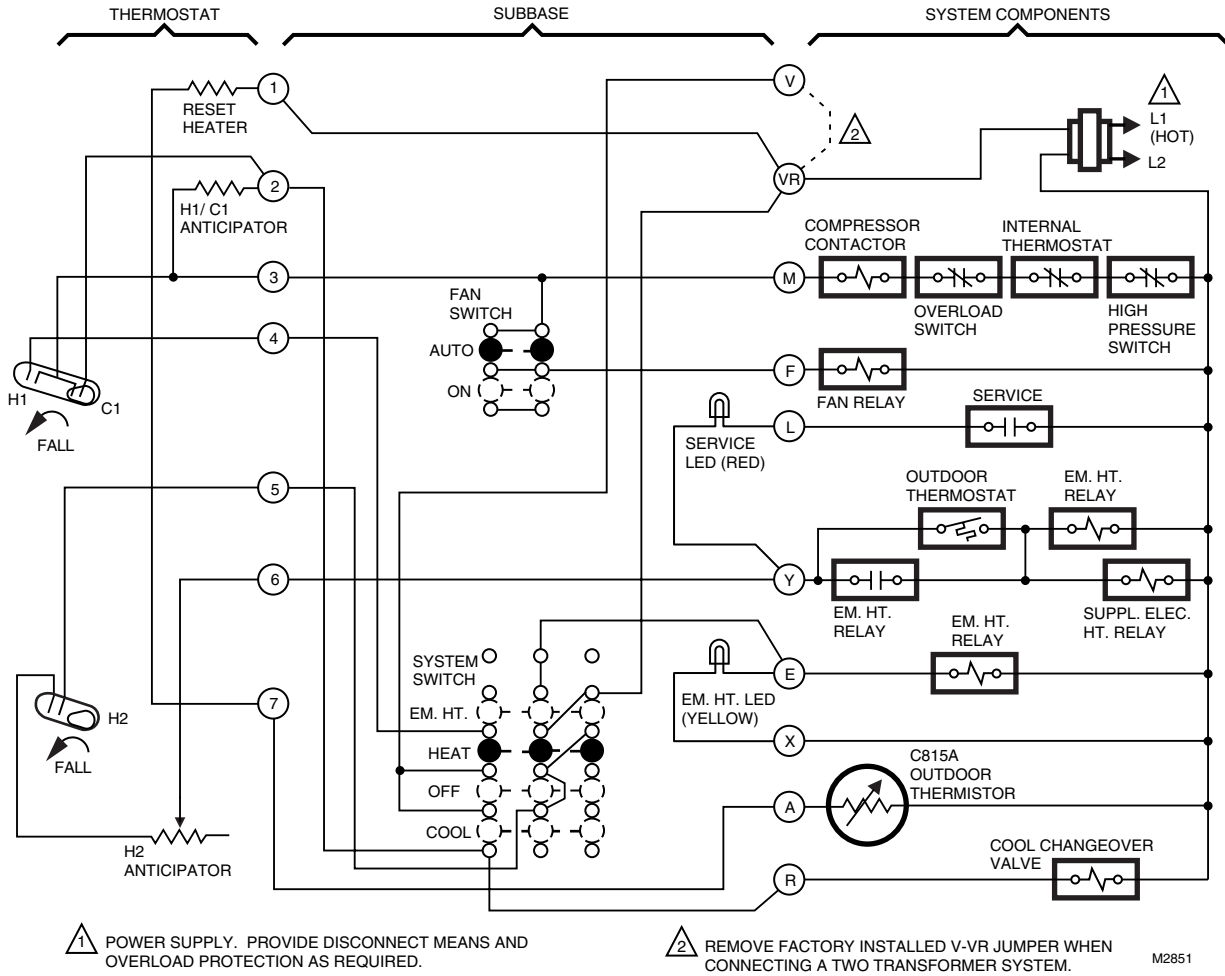 THERMOSTAT
SUBBASE
SYSTEM COMPONENTS
1
RESET
HEATER
V
2
1
L1
(HOT)
L2
2
H1/ C1
ANTICIPATOR
VR
COMPRESSOR
CONTACTOR
INTERNAL
THERMOSTAT
3
M
FAN
SWITCH
OVERLOAD
SWITCH
HIGH
PRESSURE
SWITCH
4
AUTO
ON
H1
C1
FALL
F
FAN RELAY
SERVICE
SERVICE
LED (RED)
L
5
OUTDOOR
THERMOSTAT
EM. HT.
RELAY
6
Y
EM. HT.
RELAY
SUPPL. ELEC.
HT. RELAY
EM. HT.
RELAY
SYSTEM
SWITCH
E
EM. HT. LED
(YELLOW)
7
EM. HT.
HEAT
OFF
COOL
H2
FALL
X
C815A
OUTDOOR
THERMISTOR
A
H2
ANTICIPATOR
COOL CHANGEOVER
VALVE
R
1 POWER SUPPLY. PROVIDE DISCONNECT MEANS AND
OVERLOAD PROTECTION AS REQUIRED.
2 REMOVE FACTORY INSTALLED V-VR JUMPER WHEN
CONNECTING A TWO TRANSFORMER SYSTEM.
M2851